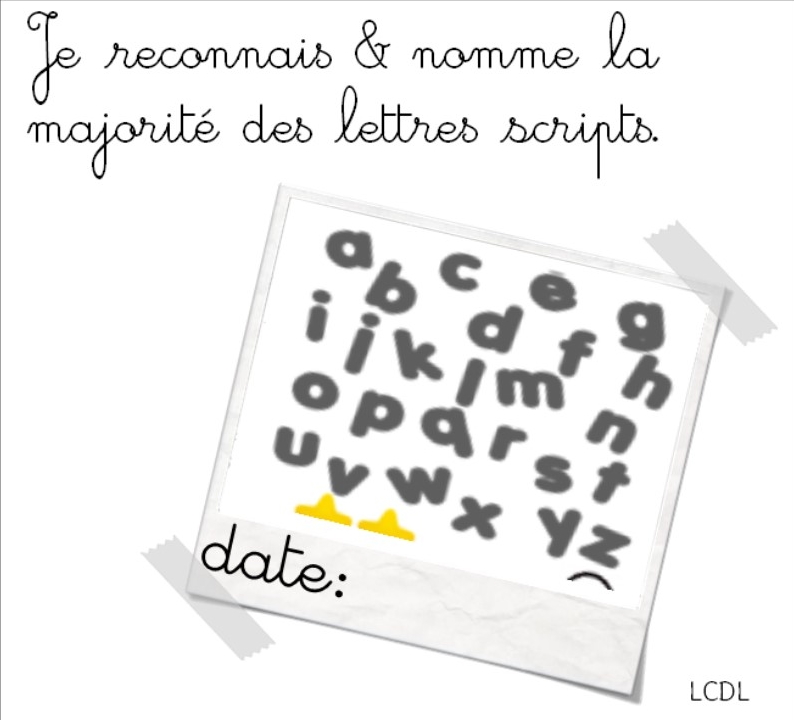 Je reconnais & nomme la
majorité des lettres scripts.
a b c d e f g
i j k l m n h
o p q r s t
u v w x y z
date:
LCDL